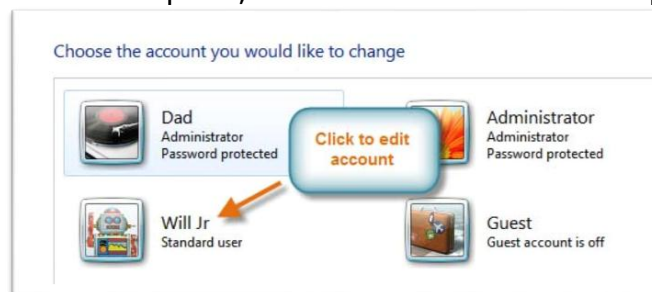 Choose the account you would like to change
Dad
Administrator
Password protected
Click to edit
account
Administrator
Administrator
Password protected
Will Jr
Standard user
Guest
Guest account is off